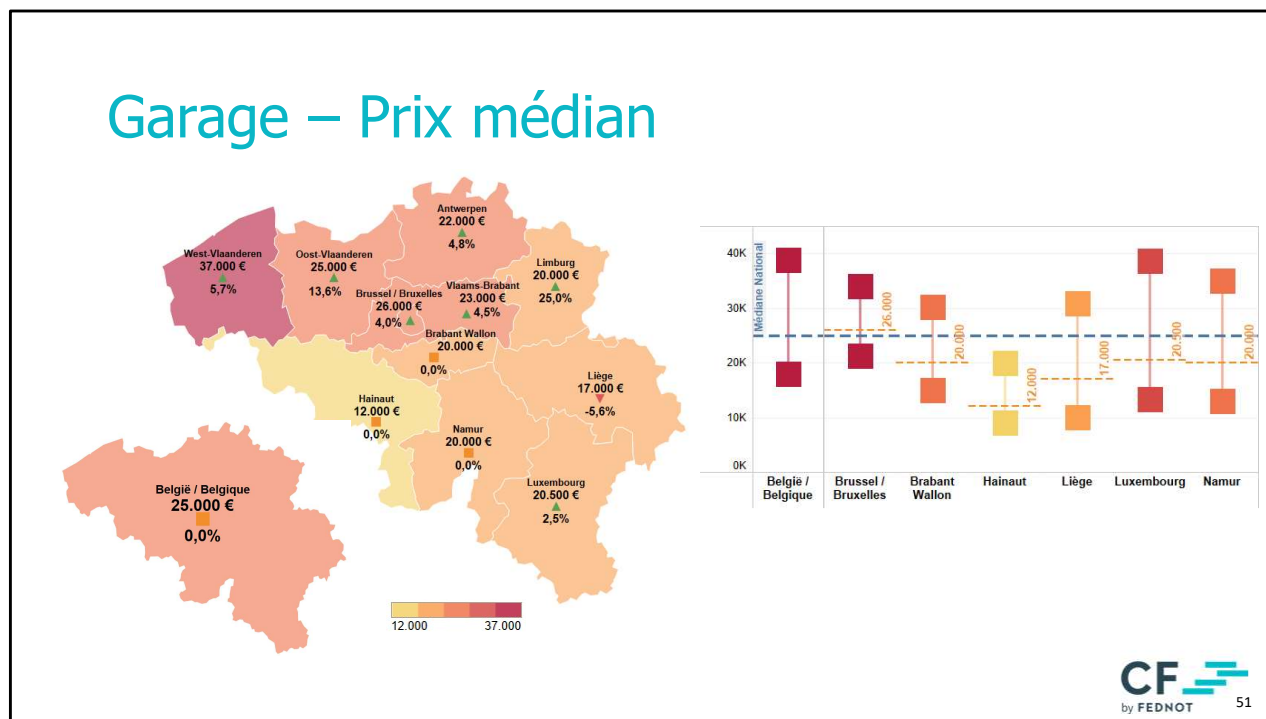 Garage – Prix médian
Antwerpen
22.000 €
4,8%
West-Vlaanderen
37.000 €
5,7%
Oost-Vlaanderen
25.000 €
13,6%
Limburg
20.000 €
25,0%
Brussel / Bruxelles
26.000 €
4,0%
Vlaams-Brabant
23.000 €
4,5%
Brabant Wallon
20.000 €
0,0%
Liège
17.000 €
-5,6%
Hainaut
12.000 €
0,0%
Namur
20.000 €
0,0%
Luxembourg
20.500 €
2,5%
België / Belgique
25.000 €
0,0%
12.000 37.000
40K
30K
20K
10K
0K
Médiane National
26.000
20.000
12.000
17.000
20.500
20.000
België /
Belgique
Brussel /
Bruxelles
Brabant
Wallon
Hainaut
Liège
Luxembourg
Namur
CF
by FEDNOT
51